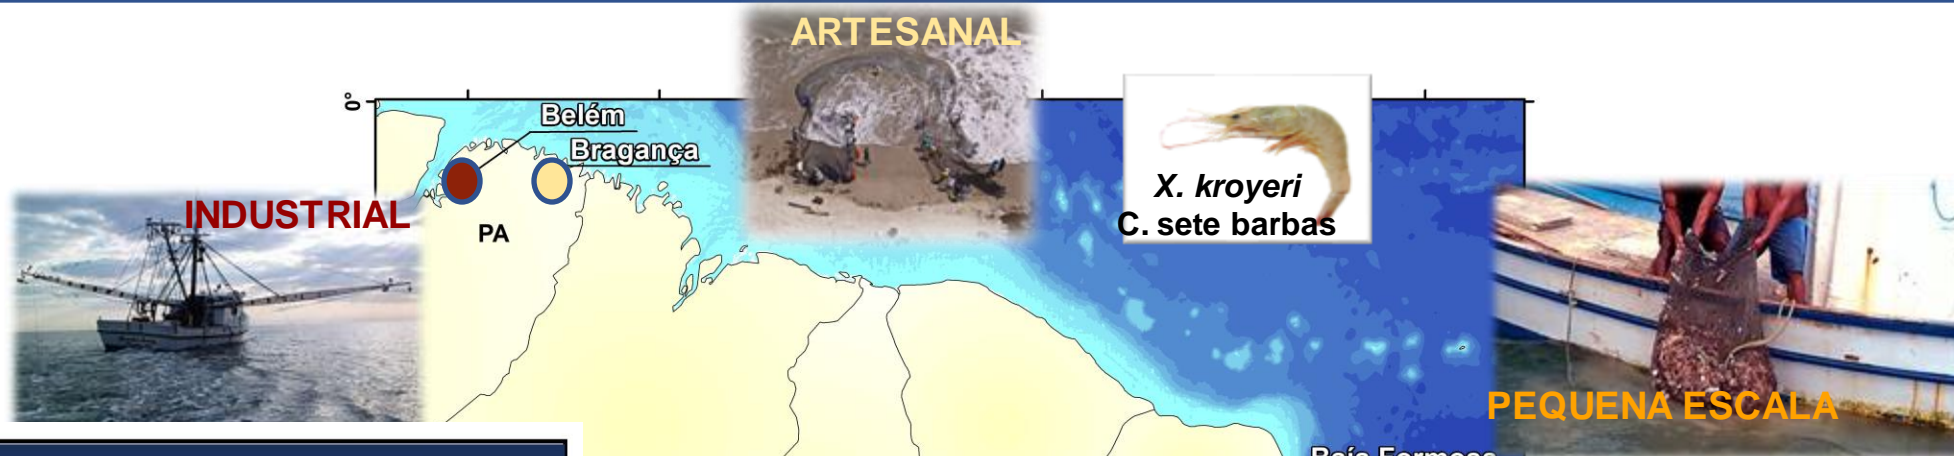 ARTESANAL
0°
Belém
Bragança
X. kroyeri
C. sete barbas
INDUSTRIAL
PA
PEQUENA ESCALA